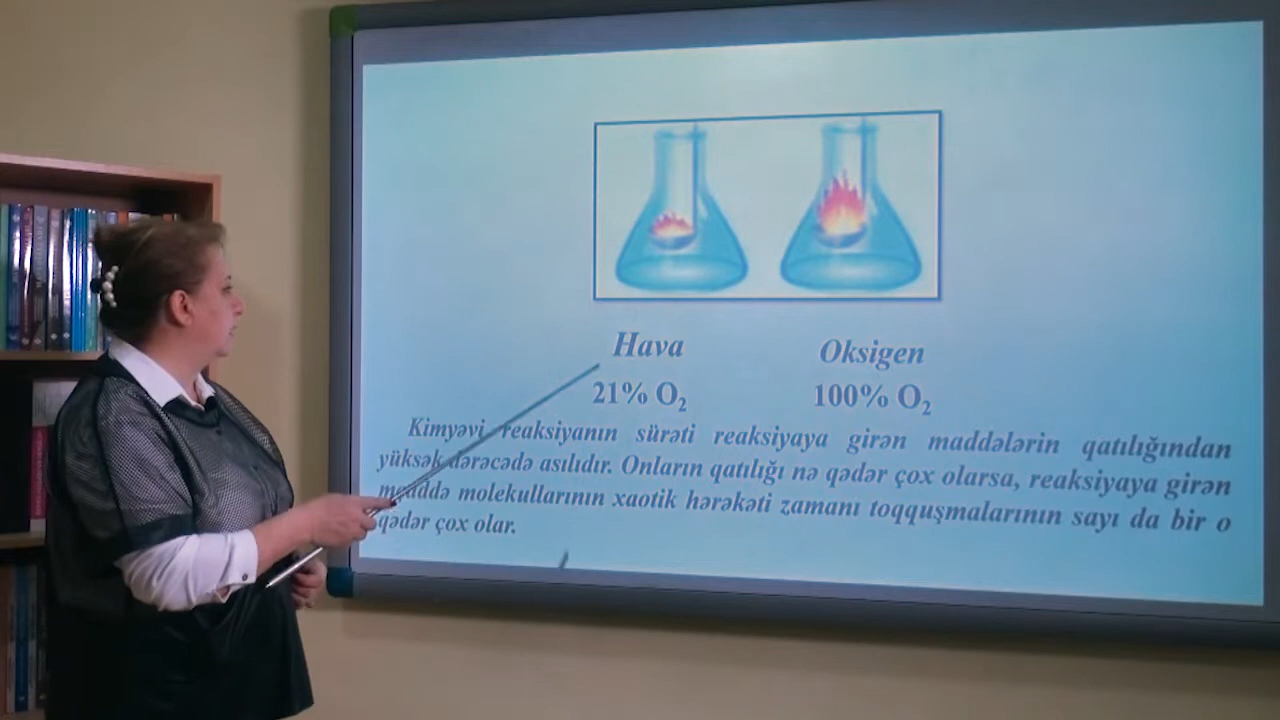 Hava Oksigen
21% O₂ 100% O₂
Kimyəvi reaksiyanın sürəti reaksiyaya girən maddələrin qatılığından
yüksək dərəcədə asılıdır. Onların qatılığı nə qədər çox olarsa, reaksiyaya girən
maddə molekullarının xaotik hərəkəti zamanı toqquşmalarının sayı da bir o
qədər çox olar.